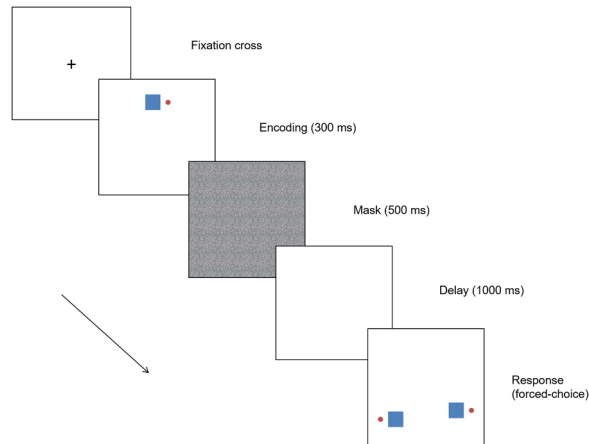 Fixation cross
Encoding (300 ms)
Mask (500 ms)
Delay (1000 ms)
Response
(forced-choice)